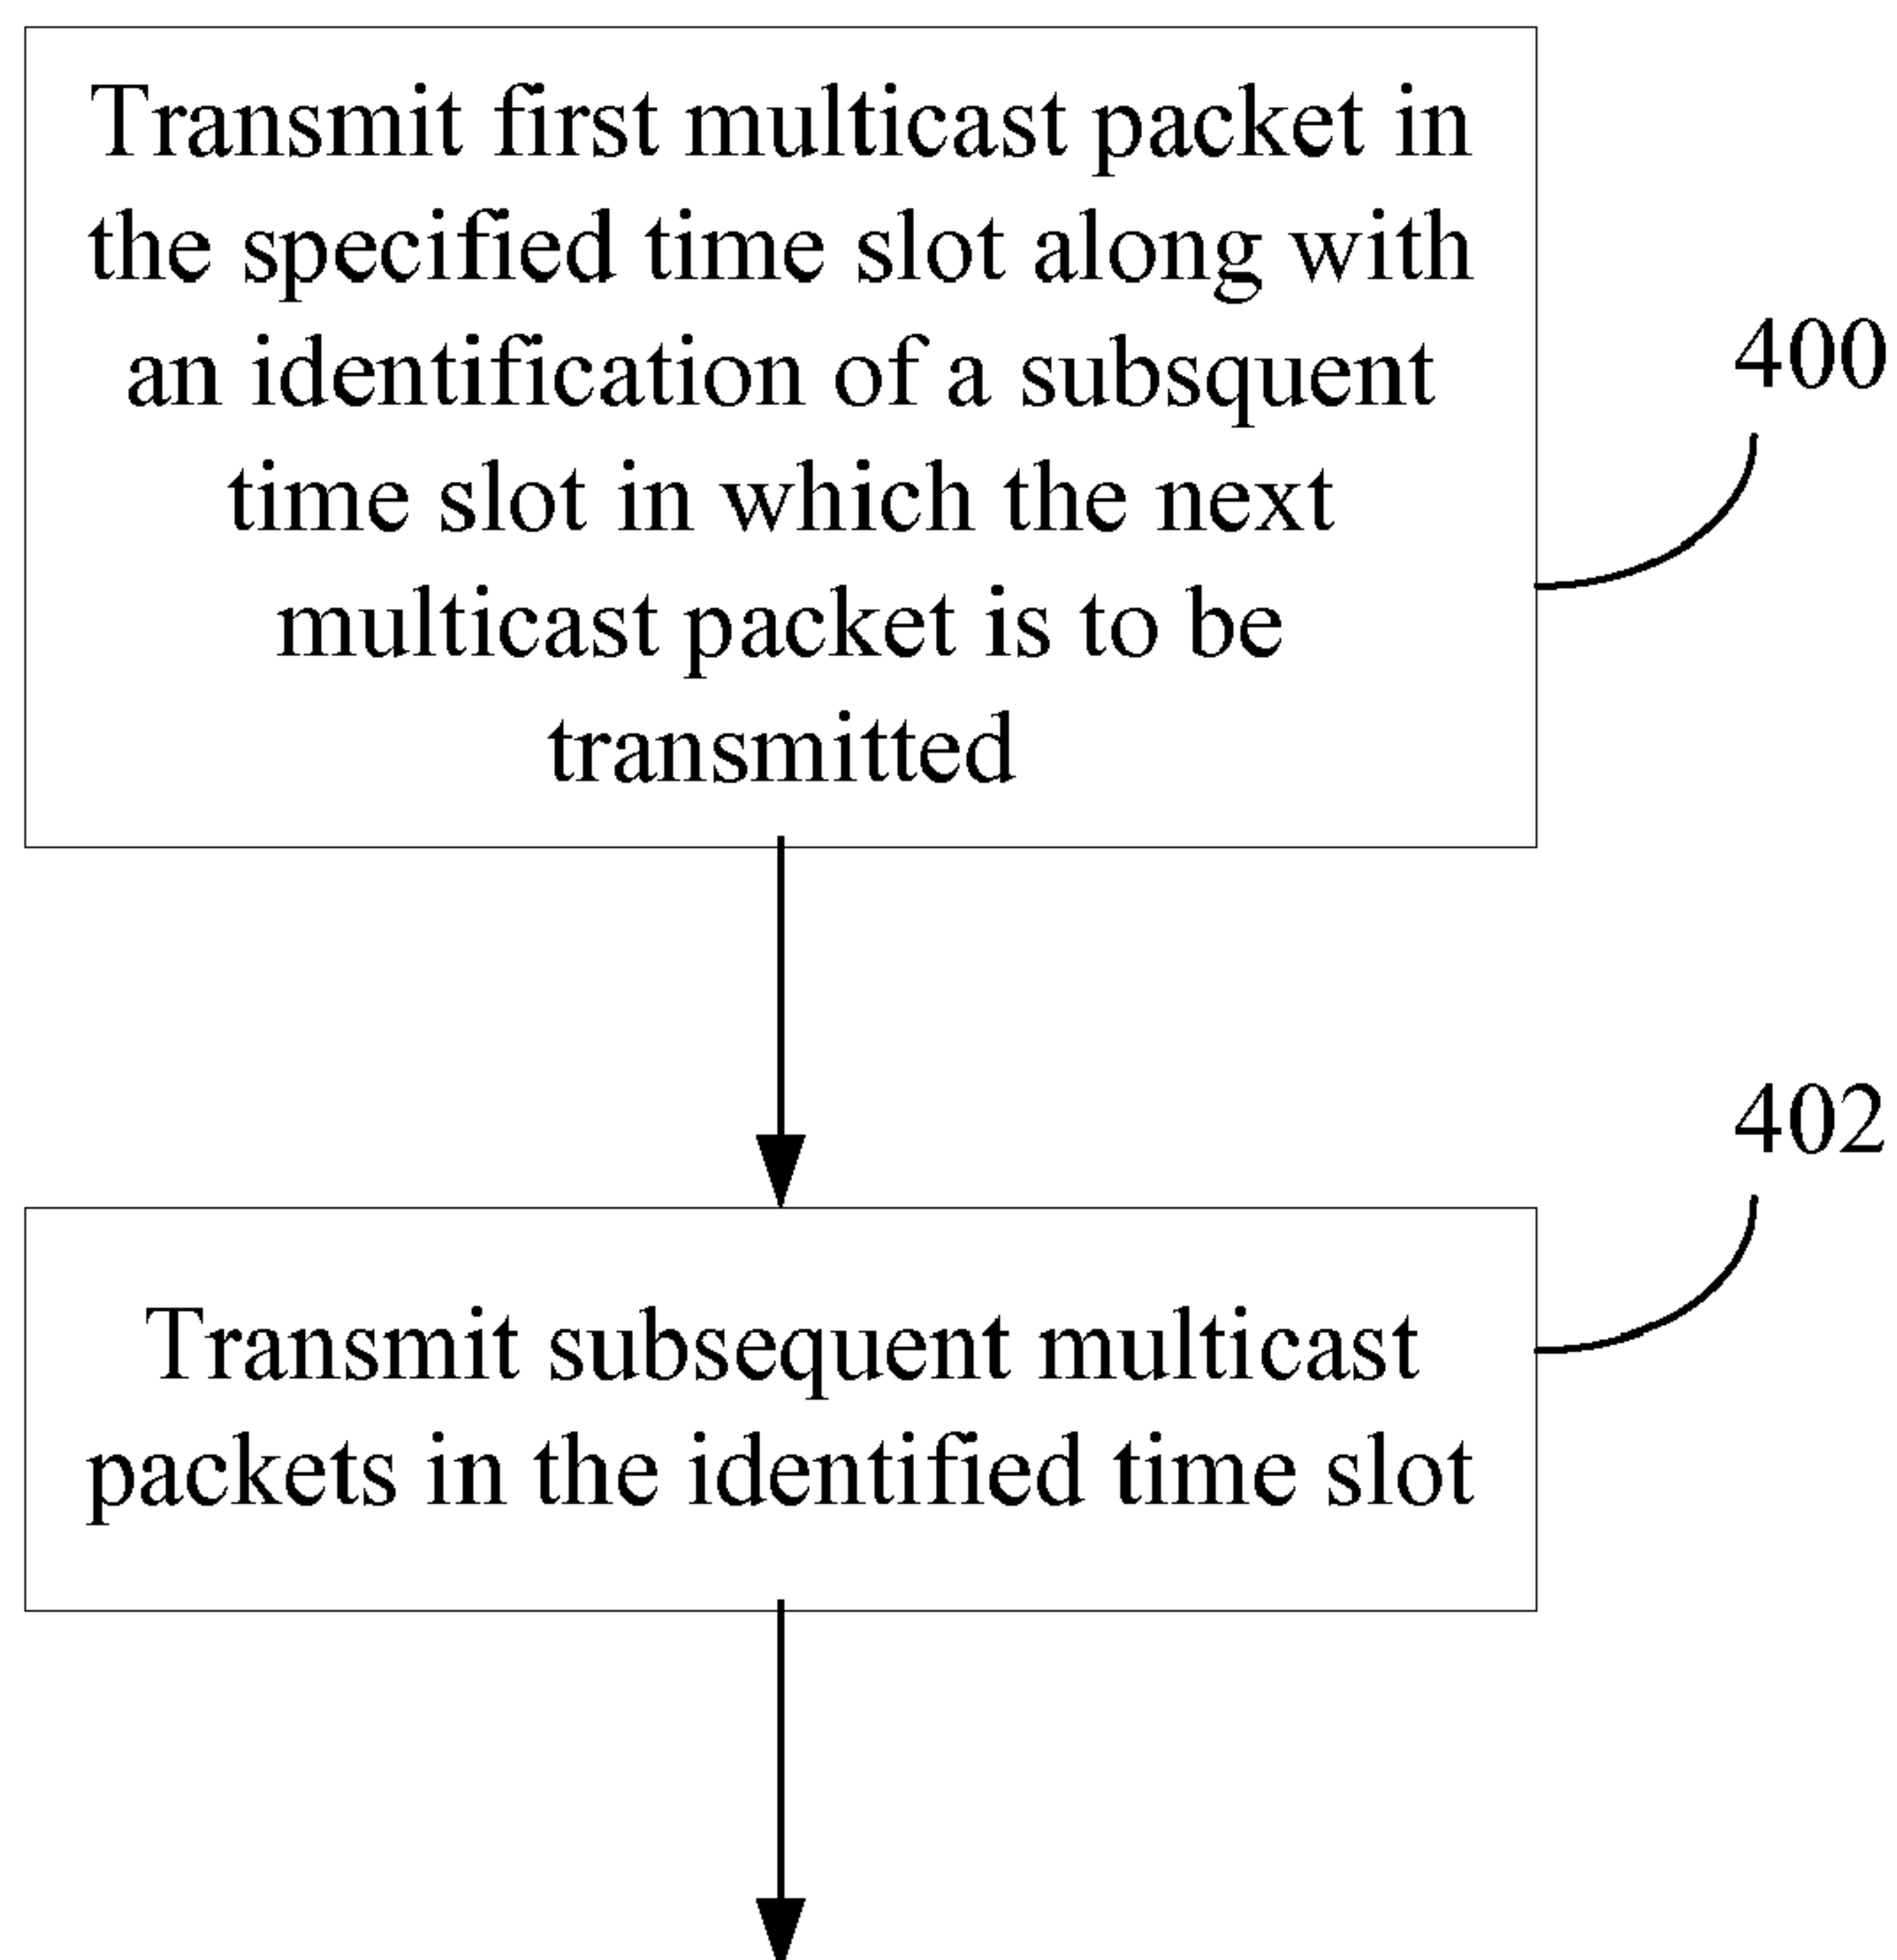 Transmit first multicast packet in
the specified time slot along with
an identification of a subsquent
time slot in which the next
multicast packet is to be
transmitted
400
402
Transmit subsequent multicast
packets in the identified time slot